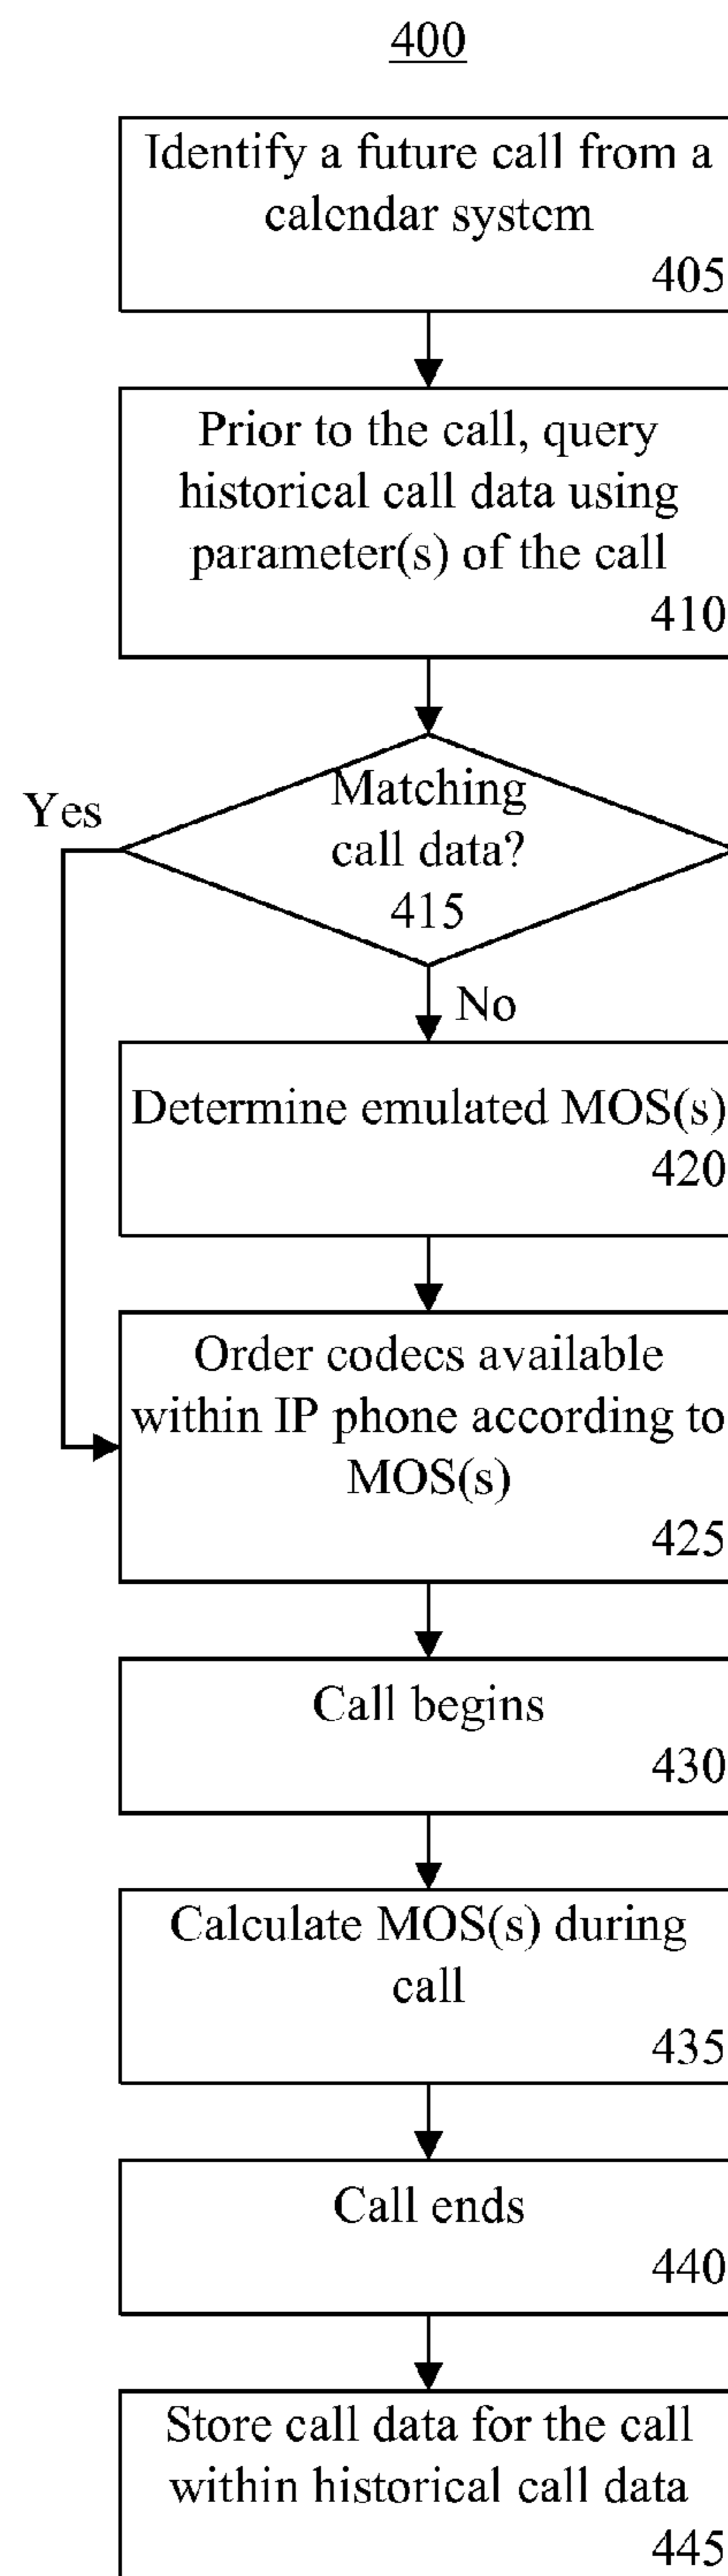 400
Identify a future call from a
calendar system
405
Prior to the call, query
historical call data using
parameter(s) of the call
410
Matching
call data?
415
Yes
No
Determine emulated MOS(s)
420
Order codecs available
within IP phone according to
MOS(s)
425
Call begins
430
Calculate MOS(s) during
call
435
Call ends
440
Store call data for the call
within historical call data
445